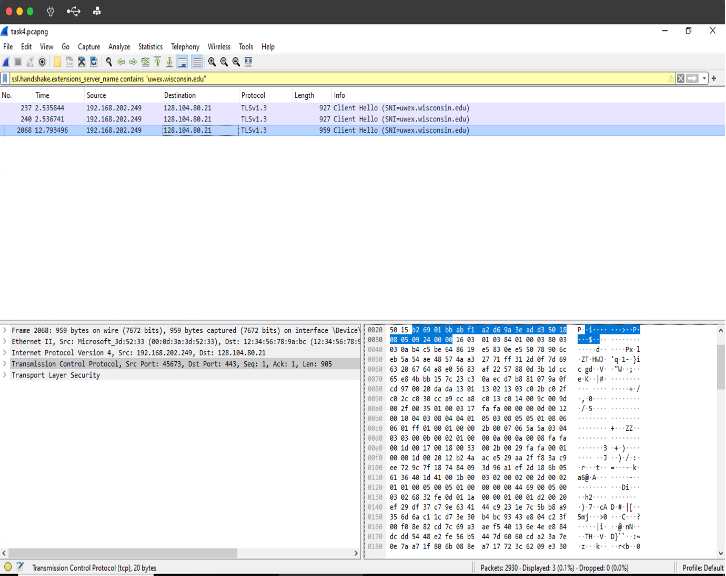 task4.pcapng
File Edit View Go Capture Analyze Statistics Telephony Wireless Tools Help
ssl.handshake.extensions_server_name contains "uwex.wisconsin.edu"
No. Time Source Destination Protocol Length Info
237 2.535844 192.168.202.249 128.104.80.21 TLSv1.3 927 Client Hello (SNI=uwex.wisconsin.edu)
240 2.536741 192.168.202.249 128.104.80.21 TLSv1.3 927 Client Hello (SNI=uwex.wisconsin.edu)
2068 12.793496 192.168.202.249 128.104.80.21 TLSv1.3 959 Client Hello (SNI=uwex.wisconsin.edu)
Frame 2068: 959 bytes on wire (7672 bits), 959 bytes captured (7672 bits) on interface \Device\
Ethernet II, Src: Microsoft_3d:52:33 (00:0d:3a:3d:52:33), Dst: 12:34:56:78:9a:bc (12:34:56:78:9
Internet Protocol Version 4, Src: 192.168.202.249, Dst: 128.104.80.21
Transmission Control Protocol, Src Port: 45673, Dst Port: 443, Seq: 1, Ack: 1, Len: 905
Transport Layer Security
0020 50 15 b2 69 01 bb ab f1 a2 d6 9a 3e ad d3 50 18
0030 08 05 09 24 00 00 16 03 01 03 84 01 00 03 80 03
03 0a b4 c5 be 64 86 19 e5 83 0e e5 50 78 90 6c
eb 5a 54 ae 48 57 4a a3 27 71 ff 31 2d 0f 7d 69
63 20 67 64 a8 e0 56 83 af 22 57 80 0d 3b 1d cc
65 e8 4b bb 15 7c 23 c3 0a ec d7 b8 81 07 9a 0f
cd 97 00 20 da da 13 01 13 02 13 03 c0 2b c0 2f
c0 2c c0 30 cc a9 cc a8 c0 13 c0 14 00 9c 00 9d
00 2f 00 35 01 00 03 17 fa fa 00 00 00 0d 00 12
00 10 04 03 08 04 04 01 05 03 08 05 05 01 08 06
06 01 ff 01 00 01 00 00 2b 00 07 06 5a 5a 03 04
03 03 00 0b 00 02 01 00 00 0a 00 0a 00 08 fa fa
00 1d 00 17 00 18 00 33 00 2b 00 29 fa fa 00 01
00 00 1d 00 20 12 b2 4a ac e5 29 aa 2f f8 3a c9
0100 ee 72 9c 7f 18 74 84 09 3d 96 a1 ef 2d 18 6b 05
0110 61 36 40 1d 41 00 1b 00 03 02 00 02 00 2d 00 02
0120 01 01 00 05 00 05 01 00 00 00 00 44 69 00 05 00
0130 03 02 68 32 fe 0d 01 1a 00 00 01 00 01 d2 00 20
0140 ef 29 df 37 c7 9e 63 41 44 c9 23 1e 7c 5b b8 a9
0150 35 6d 6a c1 1c d7 3e 30 b4 bc 93 43 e8 04 c2 3f
0160 00 f0 8e 82 cd 7c 69 a3 ae f5 40 13 6e 4e e8 84
0170 dc dd 54 48 e2 fe 56 b5 44 7d 60 60 cd a2 3a 7e
0180 0e 7a a7 1f 80 6b 08 8e a7 17 72 3c 62 09 e3 30
Transmission Control Protocol (tcp), 20 bytes
Packets: 2930 · Displayed: 3 (0.1%) · Dropped: 0 (0.0%)
Profile: Default